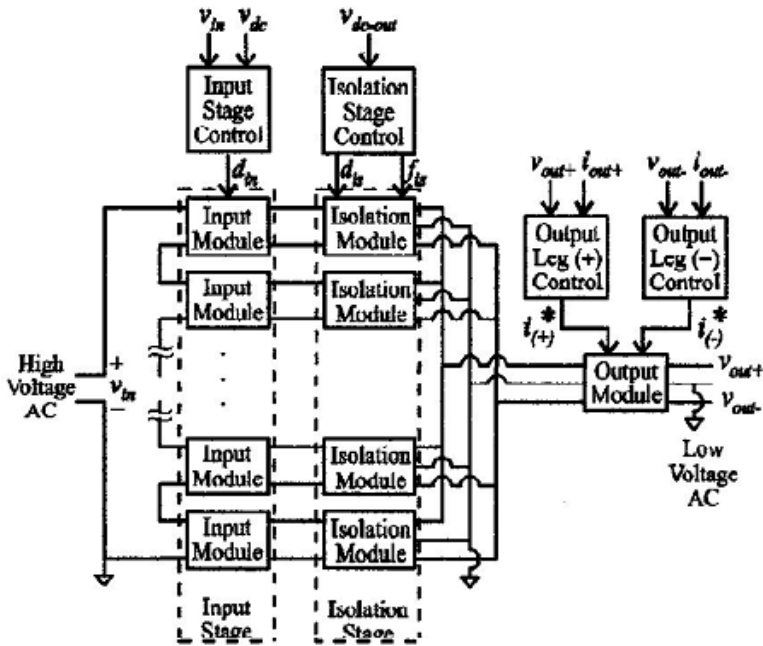 v_in v_dc
v_dc-out
Input
Stage
Control
Isolation
Stage
Control
d_in
d_is
f_is
v_out+ i_out+
v_out- i_out-
Output
Leg (+)
Control
Output
Leg (−)
Control
i_(+)*
i_(-)*
Input
Module
Isolation
Module
Input
Module
Isolation
Module
High
Voltage
AC
+
v_in
−
Output
Module
v_out+
v_out-
Low
Voltage
AC
Input
Module
Isolation
Module
Input
Module
Isolation
Module
Input
Stage
Isolation
Stage